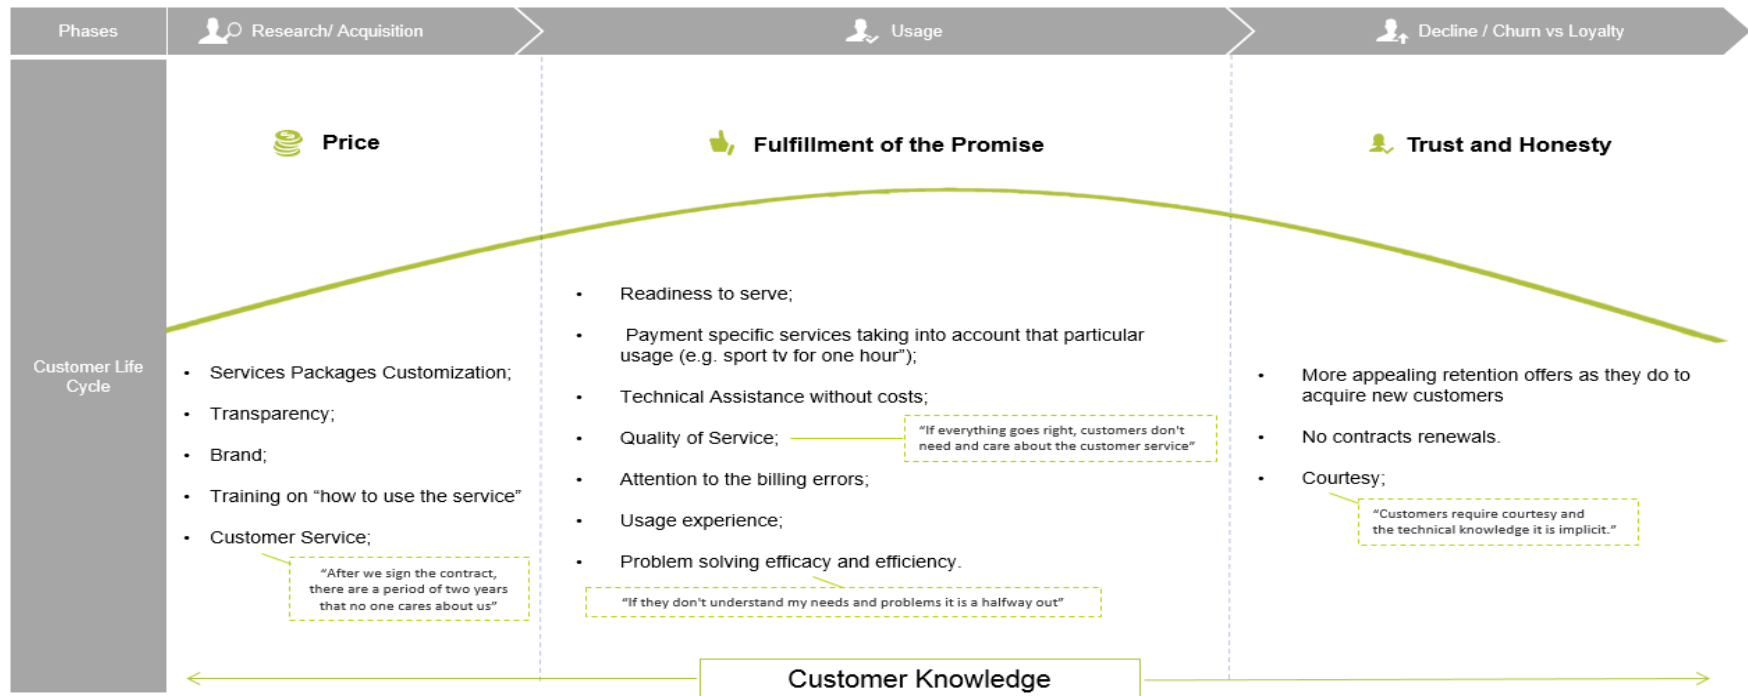 Phases
Research/ Acquisition
Usage
Decline / Churn vs Loyalty
Customer Life
Cycle
Price
• Services Packages Customization;
• Transparency;
• Brand;
• Training on “how to use the service”
• Customer Service;
“After we sign the contract,
there are a period of two years
that no one cares about us”
Fulfillment of the Promise
• Readiness to serve;
• Payment specific services taking into account that particular
usage (e.g. sport tv for one hour”);
• Technical Assistance without costs;
• Quality of Service;
“If everything goes right, customers don't
need and care about the customer service”
• Attention to the billing errors;
• Usage experience;
• Problem solving efficacy and efficiency.
“If they don't understand my needs and problems it is a halfway out”
Trust and Honesty
• More appealing retention offers as they do to
acquire new customers
• No contracts renewals.
• Courtesy;
“Customers require courtesy and
the technical knowledge it is implicit.”
Customer Knowledge